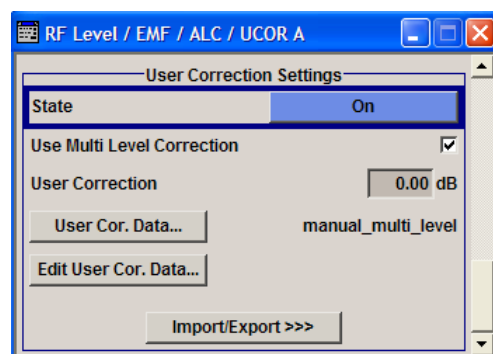 RF Level / EMF / ALC / UCOR A
User Correction Settings
State On
Use Multi Level Correction
User Correction 0.00 dB
User Cor. Data... manual_multi_level
Edit User Cor. Data...
Import/Export >>>